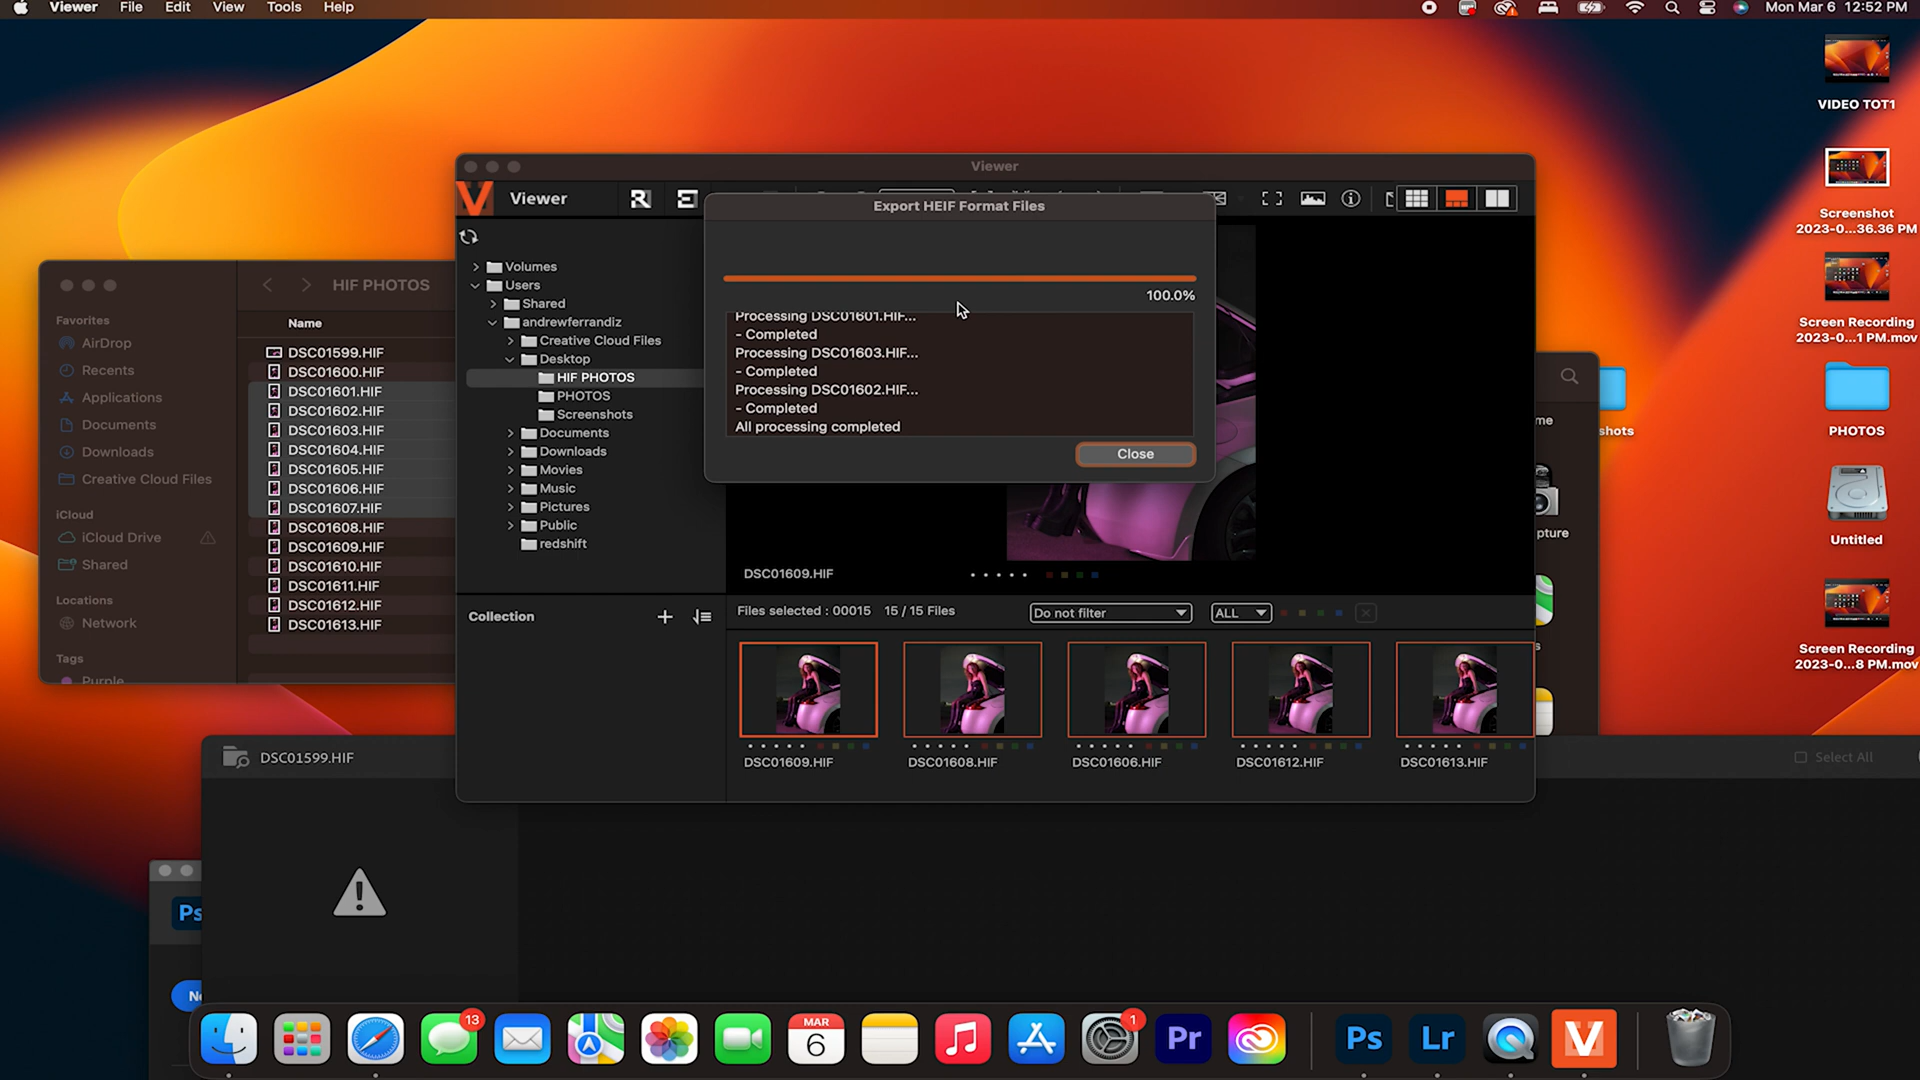 Viewer File Edit View Tools Help
Mon Mar 6 12:52 PM
VIDEO TOT1
Screenshot
2023-0...36.36 PM
Screen Recording
2023-0...1 PM.mov
PHOTOS
Untitled
Screen Recording
2023-0...8 PM.mov
HIF PHOTOS
Favorites
AirDrop
Recents
Applications
Documents
Downloads
Creative Cloud Files
iCloud
iCloud Drive
Shared
Locations
Network
Tags
Purple
Name
DSC01599.HIF
DSC01600.HIF
DSC01601.HIF
DSC01602.HIF
DSC01603.HIF
DSC01604.HIF
DSC01605.HIF
DSC01606.HIF
DSC01607.HIF
DSC01608.HIF
DSC01609.HIF
DSC01610.HIF
DSC01611.HIF
DSC01612.HIF
DSC01613.HIF
Viewer
V Viewer
Volumes
Users
Shared
andrewferrandiz
Creative Cloud Files
Desktop
HIF PHOTOS
PHOTOS
Screenshots
Documents
Downloads
Movies
Music
Pictures
Public
redshift
Collection
Export HEIF Format Files
100.0%
Processing DSC01601.HIF...
- Completed
Processing DSC01603.HIF...
- Completed
Processing DSC01602.HIF...
- Completed
All processing completed
Close
DSC01609.HIF
Files selected : 00015 15 / 15 Files
Do not filter
ALL
DSC01609.HIF
DSC01608.HIF
DSC01606.HIF
DSC01612.HIF
DSC01613.HIF
me
shots
pture
DSC01599.HIF
Select All
Ps
13
MAR
6
1
Pr
Ps
Lr
V